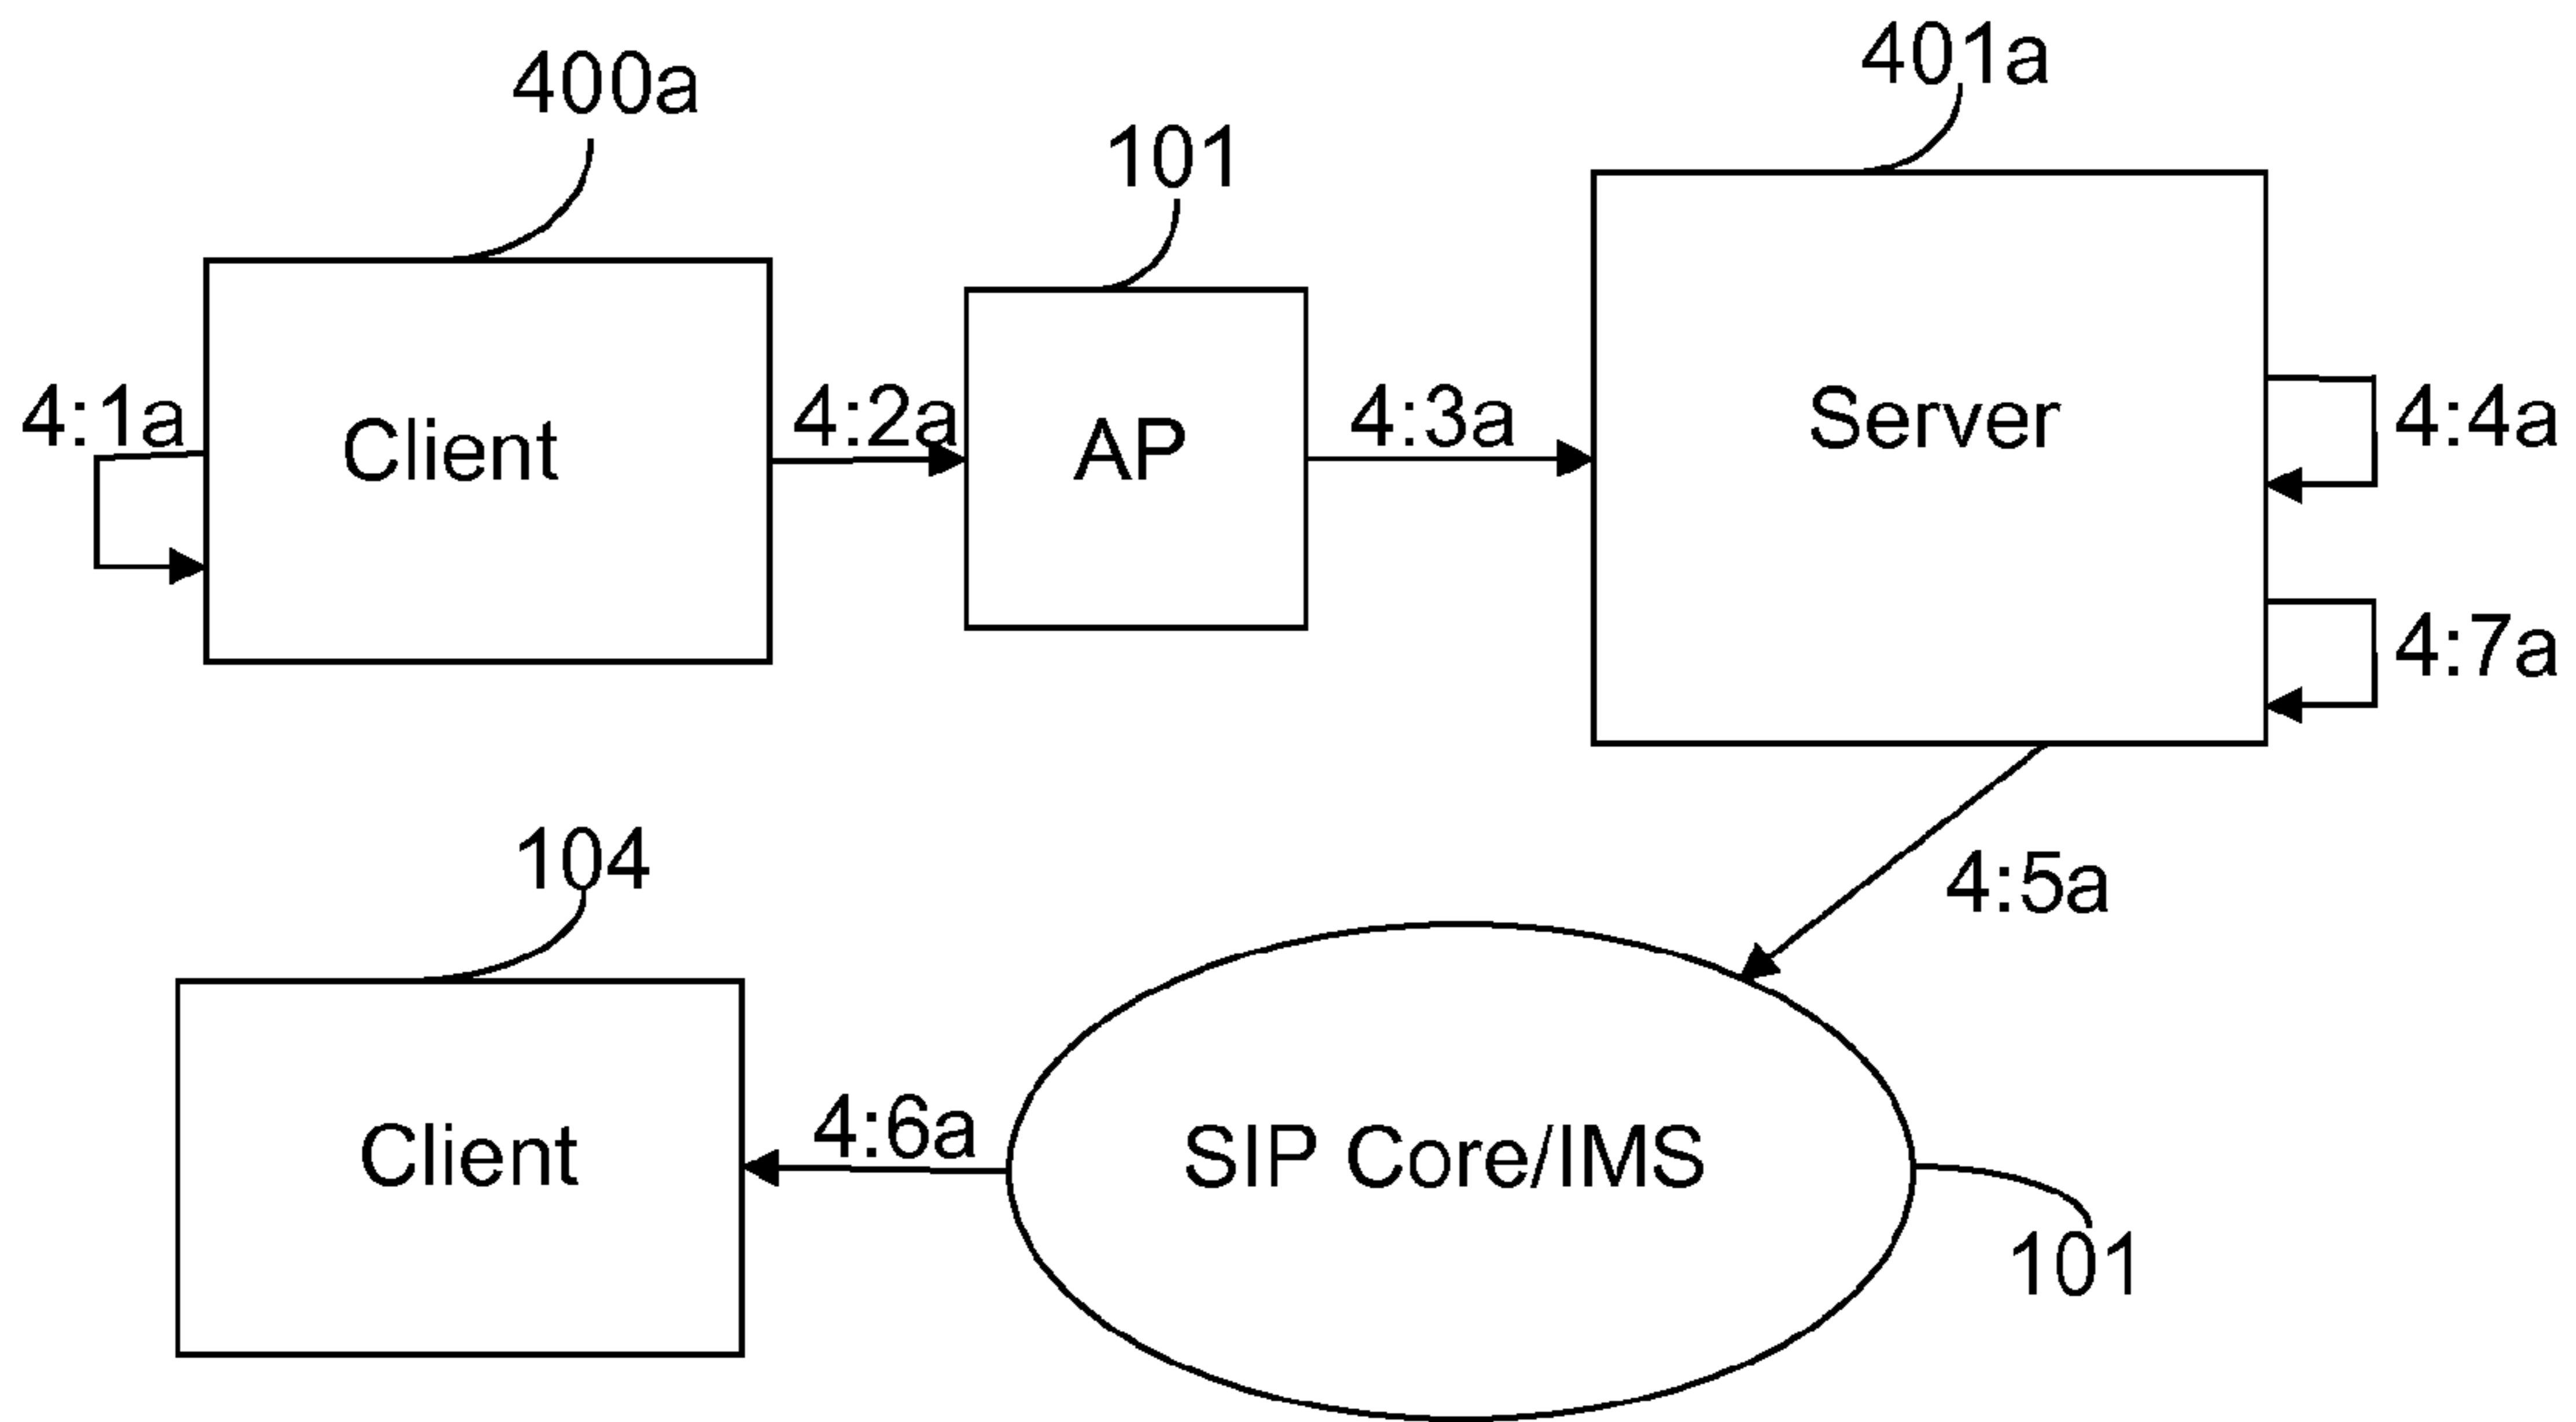 400a
401a
101
4:1a
Client
4:2a
AP
4:3a
Server
4:4a
4:7a
104
4:5a
Client
4:6a
SIP Core/IMS
101